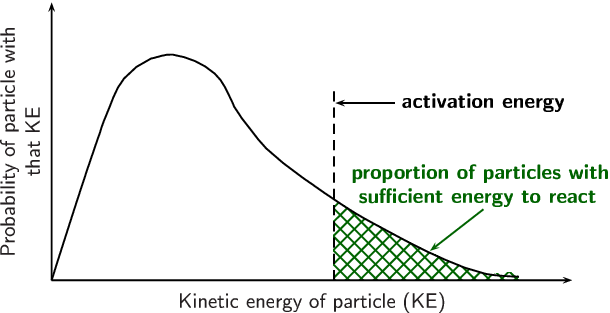 Probability of particle with
that KE
activation energy
proportion of particles with
sufficient energy to react
Kinetic energy of particle (KE)